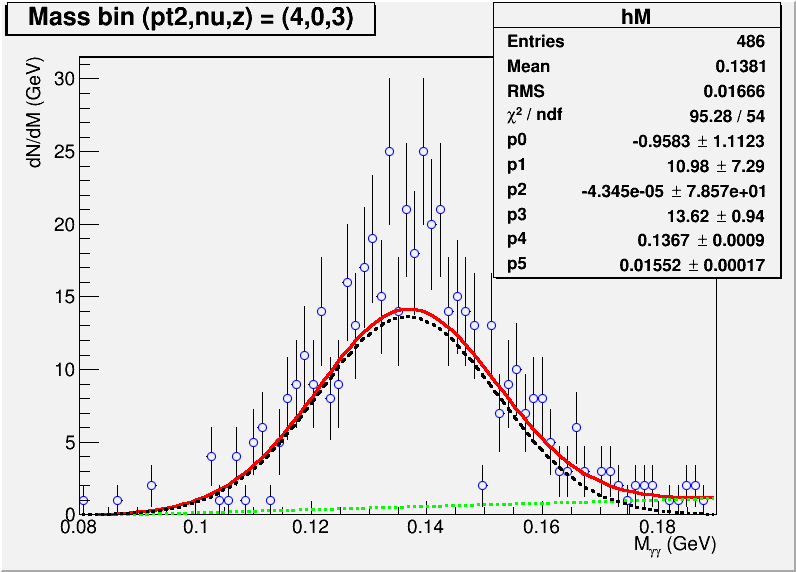 Mass bin (pt2,nu,z) = (4,0,3)
hM
Entries 486
Mean 0.1381
RMS 0.01666
χ² / ndf 95.28 / 54
p0 -0.9583 ± 1.1123
p1 10.98 ± 7.29
p2 -4.345e-05 ± 7.857e+01
p3 13.62 ± 0.94
p4 0.1367 ± 0.0009
p5 0.01552 ± 0.00017
dN/dM (GeV)
30
25
20
15
10
5
0
0.08 0.1 0.12 0.14 0.16 0.18
Mγγ (GeV)